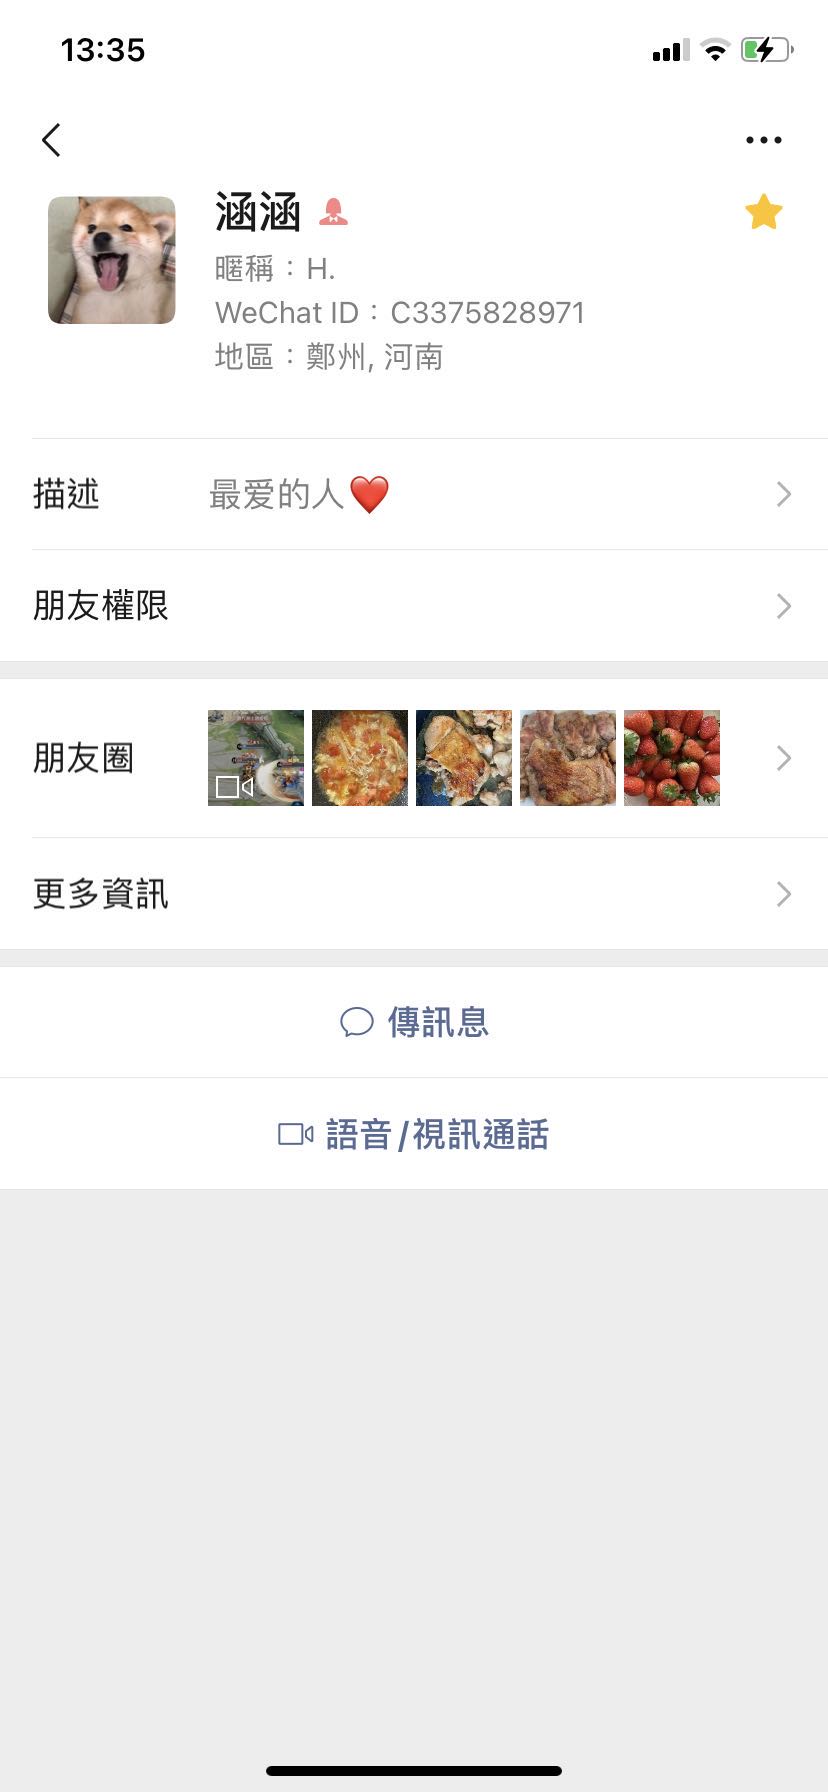 13:35
涵涵
暱稱：H.
WeChat ID：C3375828971
地區：鄭州, 河南
描述 最爱的人❤️
朋友權限
朋友圈
更多資訊
傳訊息
語音/視訊通話